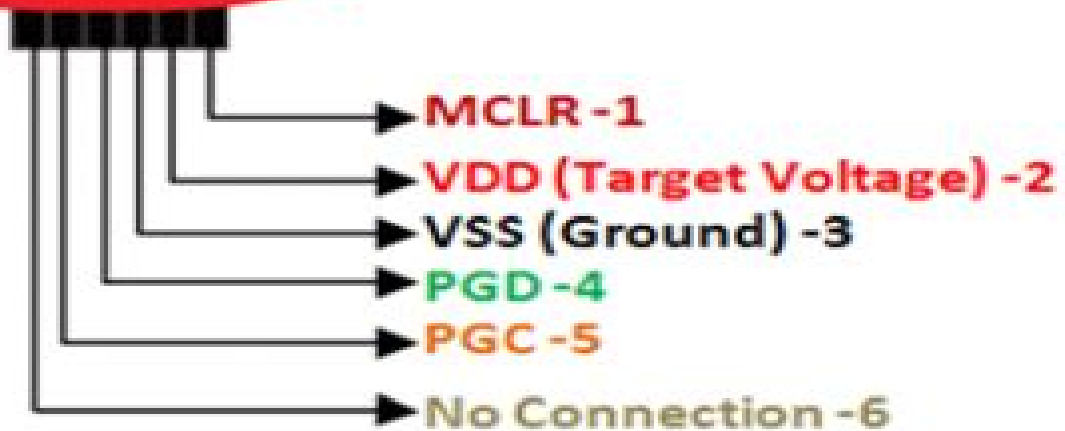 MCLR -1
VDD (Target Voltage) -2
VSS (Ground) -3
PGD -4
PGC -5
No Connection -6